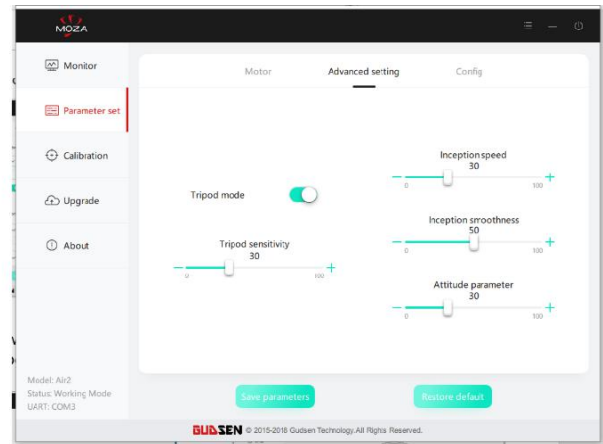 MOZA
Monitor
Parameter set
Calibration
Upgrade
About
Model: Air2
Status: Working Mode
UART: COM3
Motor
Advanced setting
Config
Tripod mode
Tripod sensitivity
30
0
100
Inception speed
30
0
100
Inception smoothness
50
0
100
Attitude parameter
30
0
100
Save parameters
Restore default
GUDSEN © 2015-2018 Gudsen Technology.All Rights Reserved.